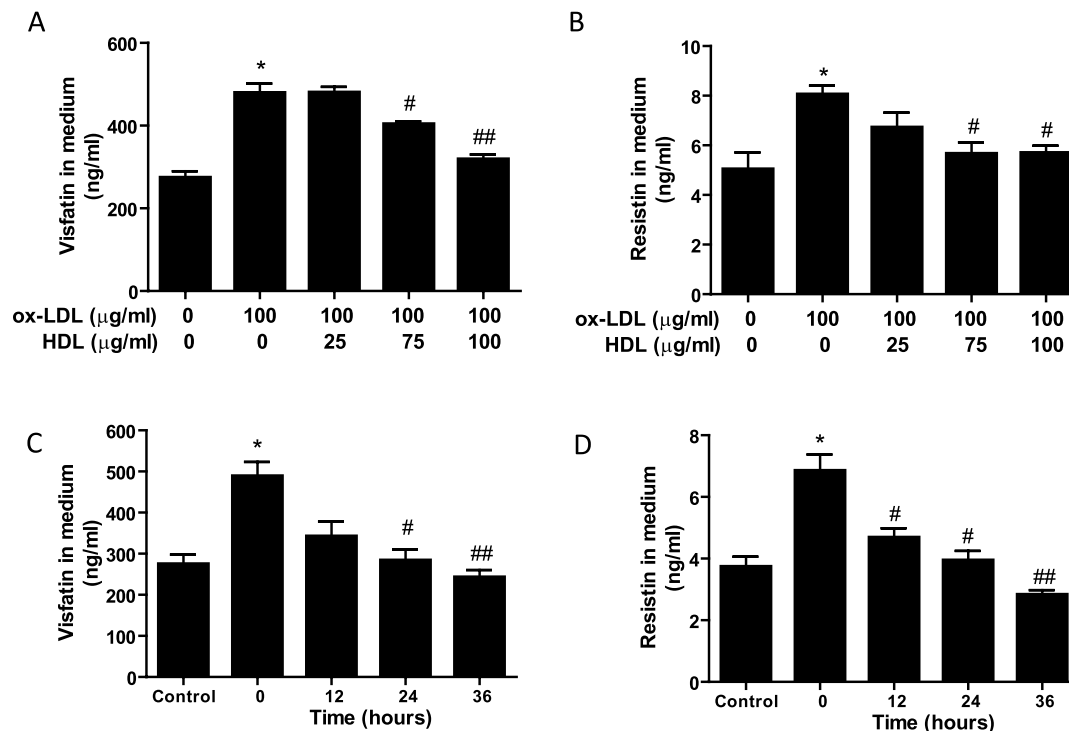 A
Visfatin in medium
(ng/ml)
600
400
200
0
*
#
##
ox-LDL (μg/ml) 0 100 100 100 100
HDL (μg/ml) 0 0 25 75 100
B
Resistin in medium
(ng/ml)
10
8
6
4
2
0
*
#
#
ox-LDL (μg/ml) 0 100 100 100 100
HDL (μg/ml) 0 0 25 75 100
C
Visfatin in medium
(ng/ml)
600
500
400
300
200
100
0
*
#
##
Control 0 12 24 36
Time (hours)
D
Resistin in medium
(ng/ml)
8
6
4
2
0
*
#
#
##
Control 0 12 24 36
Time (hours)